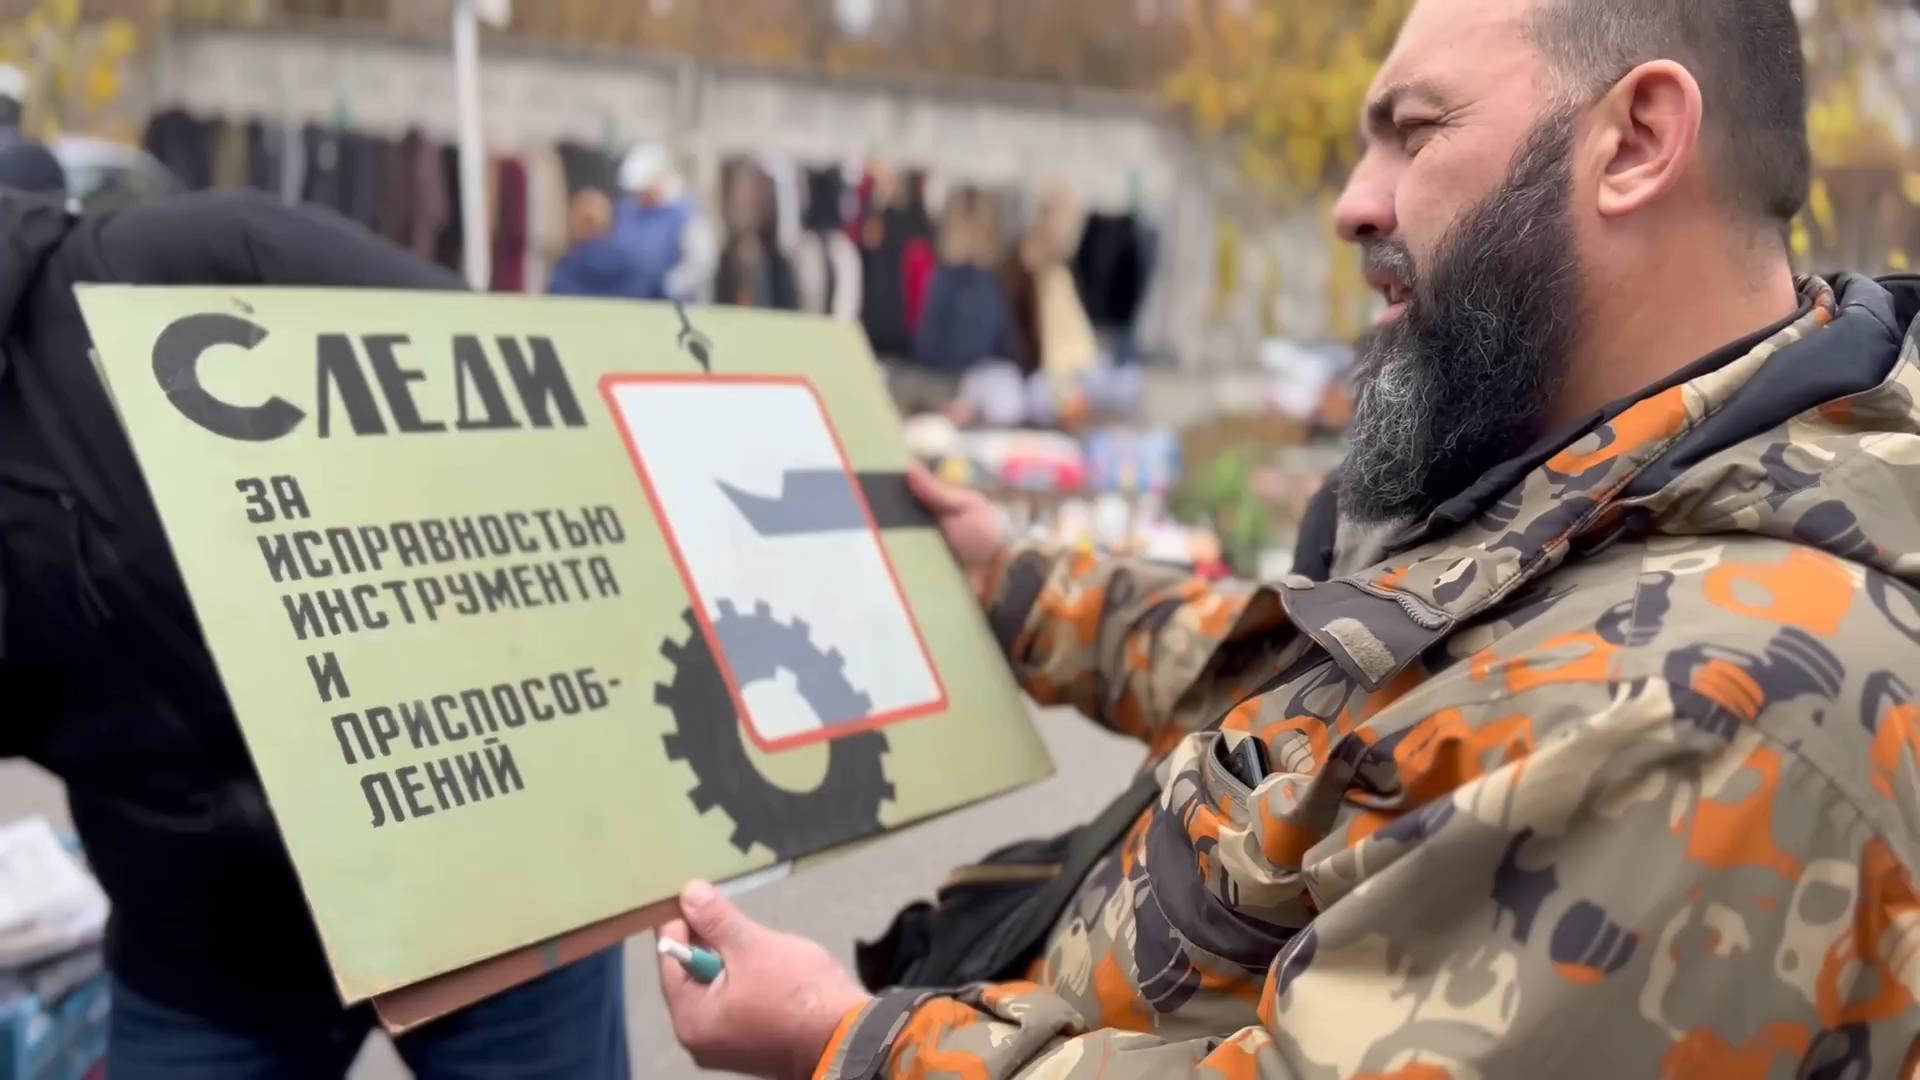 СЛЕДИ
ЗА
ИСПРАВНОСТЬЮ
ИНСТРУМЕНТА
И
ПРИСПОСОБ-
ЛЕНИЙ